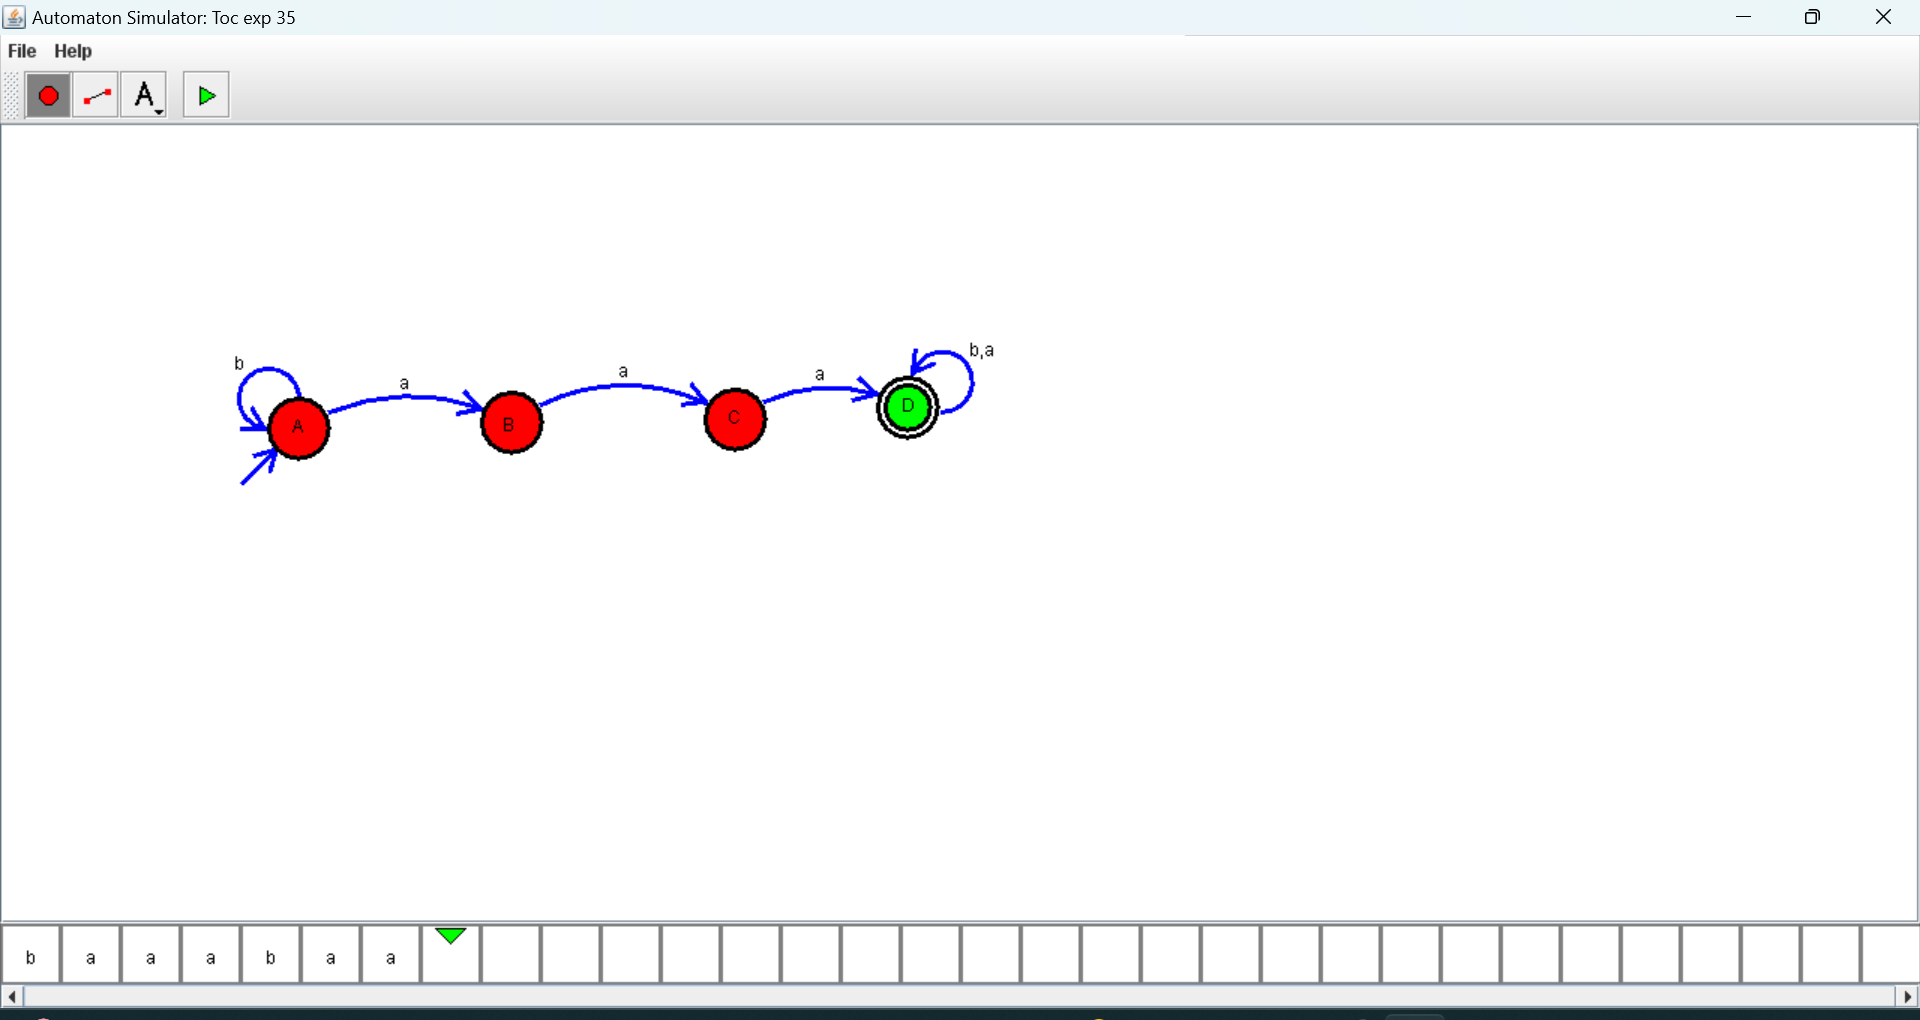 Automaton Simulator: Toc exp 35
File Help
A
b a a a b,a
A B C D
b a a a b a a